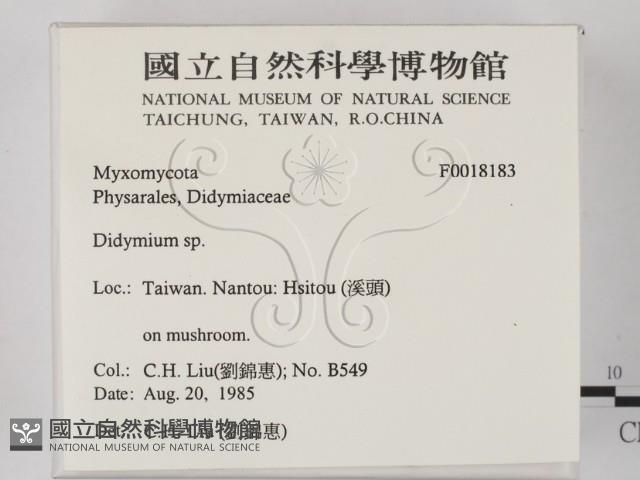 國立自然科學博物館
NATIONAL MUSEUM OF NATURAL SCIENCE
TAICHUNG, TAIWAN, R.O.CHINA
Myxomycota F0018183
Physarales, Didymiaceae
Didymium sp.
Loc.: Taiwan. Nantou: Hsitou (溪頭)
on mushroom.
Col.: C.H. Liu(劉錦惠); No. B549
Date: Aug. 20, 1985
(劉錦惠)
國立自然科學博物館
NATIONAL MUSEUM OF NATURAL SCIENCE
10